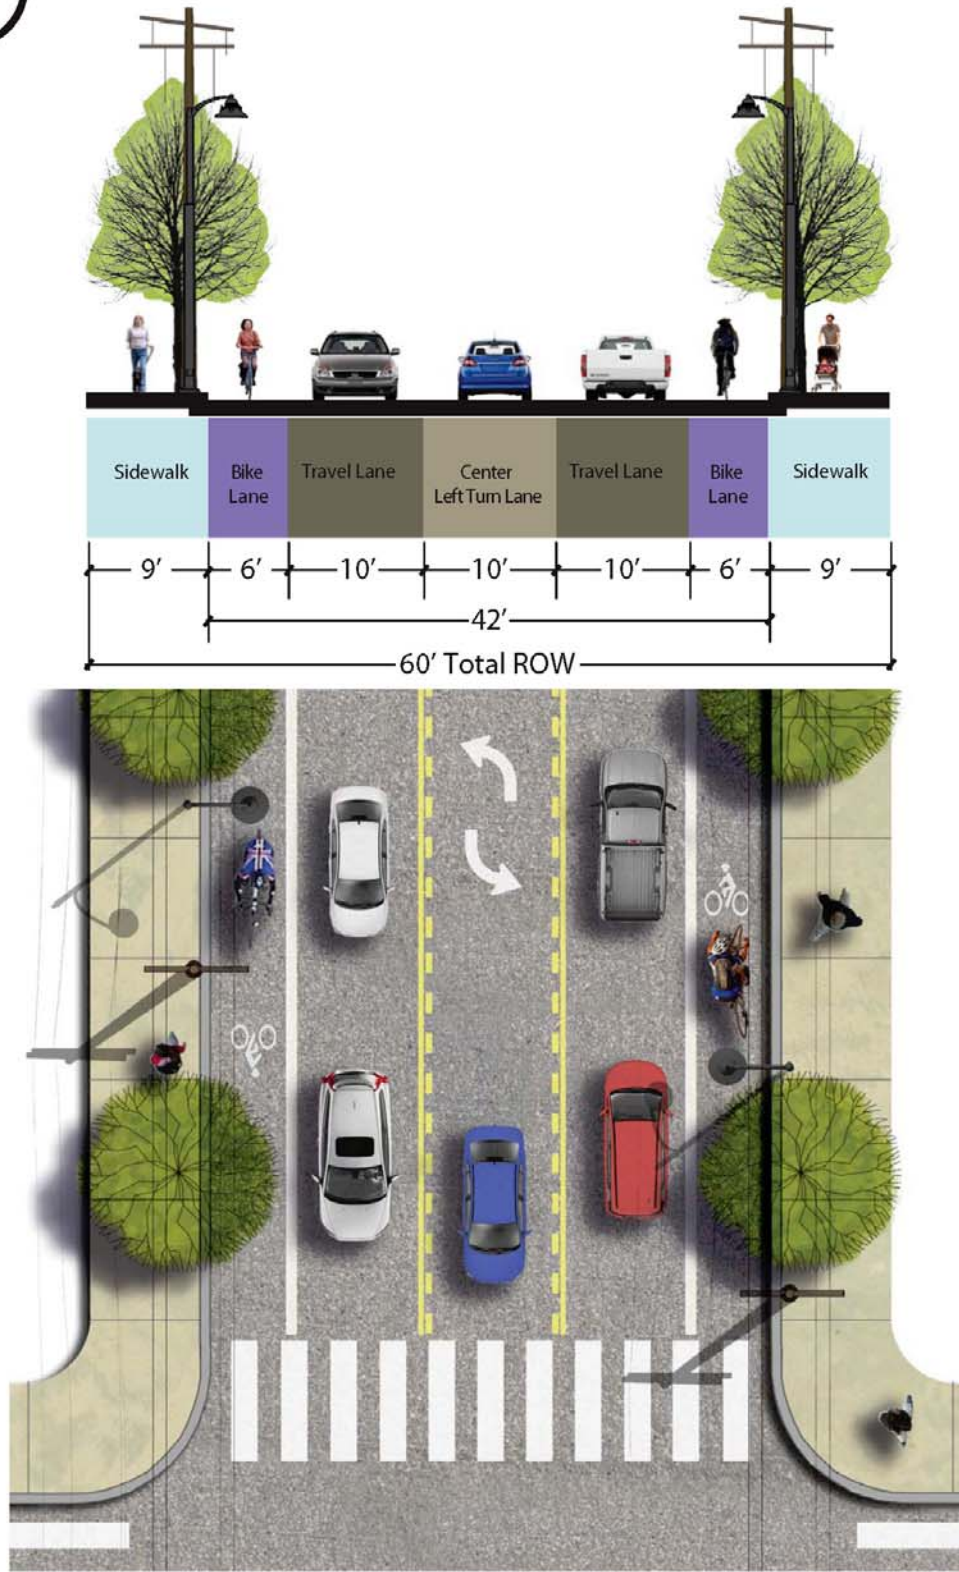 Sidewalk
Bike
Lane
Travel Lane
Center
Left Turn Lane
Travel Lane
Bike
Lane
Sidewalk
9’ 6’ 10’ 10’ 10’ 6’ 9’
42’
60’ Total ROW